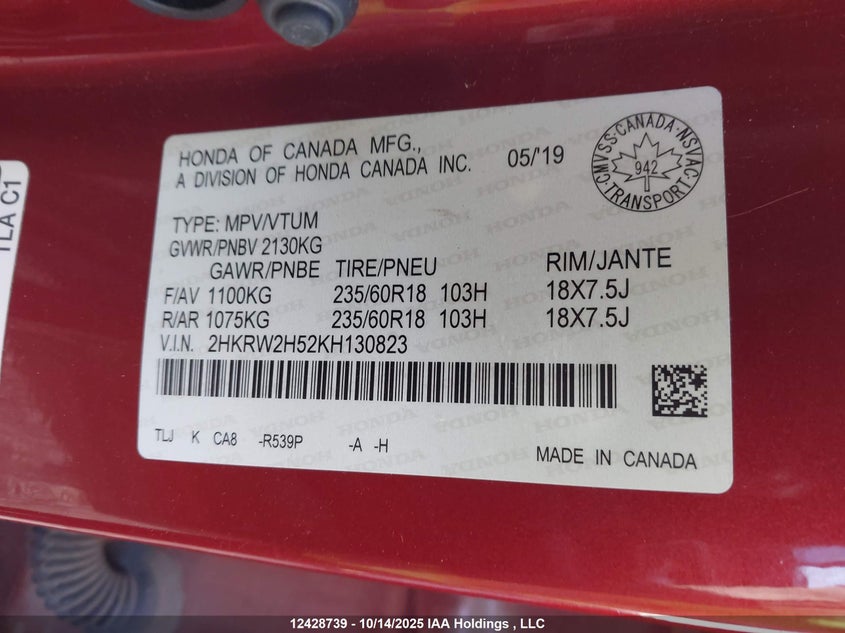 TLA C1
HONDA OF CANADA MFG.,
A DIVISION OF HONDA CANADA INC. 05/'19
CMVSS·CANADA·NSVAC
942
TRANSPORT
TYPE: MPV/VTUM
GVWR/PNBV 2130KG
GAWR/PNBE TIRE/PNEU RIM/JANTE
F/AV 1100KG 235/60R18 103H 18X7.5J
R/AR 1075KG 235/60R18 103H 18X7.5J
V.I.N. 2HKRW2H52KH130823
TLJ K CA8 -R539P -A -H
MADE IN CANADA
12428739 - 10/14/2025 IAA Holdings , LLC